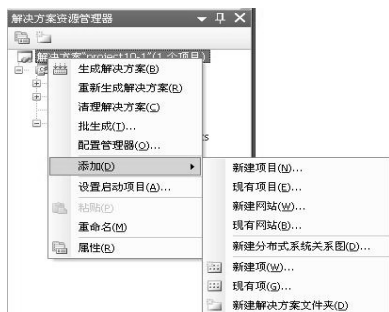 解决方案资源管理器
解决方案"project10-1"(1 个项目)
生成解决方案(B)
重新生成解决方案(R)
清理解决方案(C)
批生成(T)...
配置管理器(O)...
添加(D)
设置启动项目(A)...
粘贴(P)
重命名(M)
属性(R)
新建项目(N)...
现有项目(E)...
新建网站(W)...
现有网站(B)...
新建分布式系统关系图(D)...
新建项(W)...
现有项(G)...
新建解决方案文件夹(D)